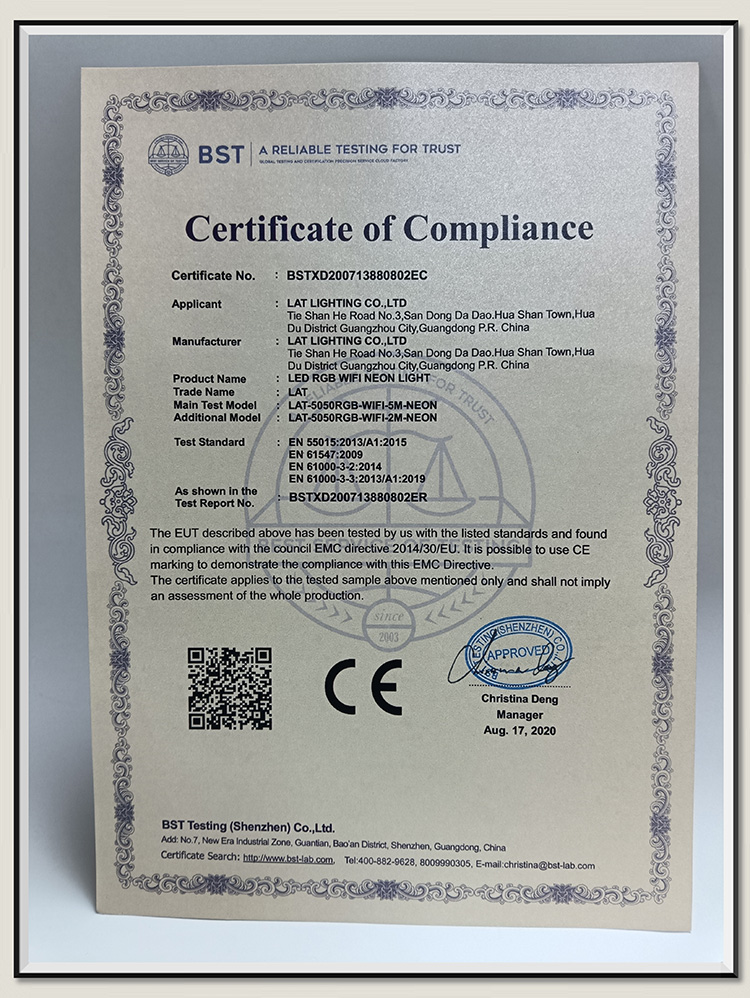 BST A RELIABLE TESTING FOR TRUST
GLOBAL TESTING AND CERTIFICATION PRECISION SERVICE CLOUD FACTORY
Certificate of Compliance
Certificate No. : BSTXD200713880802EC
Applicant : LAT LIGHTING CO.,LTD
Tie Shan He Road No.3,San Dong Da Dao.Hua Shan Town,Hua
Du District Guangzhou City,Guangdong P.R. China
Manufacturer : LAT LIGHTING CO.,LTD
Tie Shan He Road No.3,San Dong Da Dao.Hua Shan Town,Hua
Du District Guangzhou City,Guangdong P.R. China
Product Name : LED RGB WIFI NEON LIGHT
Trade Name : LAT
Main Test Model : LAT-5050RGB-WIFI-5M-NEON
Additional Model : LAT-5050RGB-WIFI-2M-NEON
Test Standard : EN 55015:2013/A1:2015
EN 61547:2009
EN 61000-3-2:2014
EN 61000-3-3:2013/A1:2019
As shown in the
Test Report No. : BSTXD200713880802ER
The EUT described above has been tested by us with the listed standards and found
in compliance with the council EMC directive 2014/30/EU. It is possible to use CE
marking to demonstrate the compliance with this EMC Directive.
The certificate applies to the tested sample above mentioned only and shall not imply
an assessment of the whole production.
since
2003
CE
TESTING(SHENZHEN) CO.
APPROVED
Christina Deng
Manager
Aug. 17, 2020
BST Testing (Shenzhen) Co.,Ltd.
Add: No.7, New Era Industrial Zone, Guantian, Bao'an District, Shenzhen, Guangdong, China
Certificate Search: http://www.bst-lab.com, Tel:400-882-9628, 8009990305, E-mail:christina@bst-lab.com